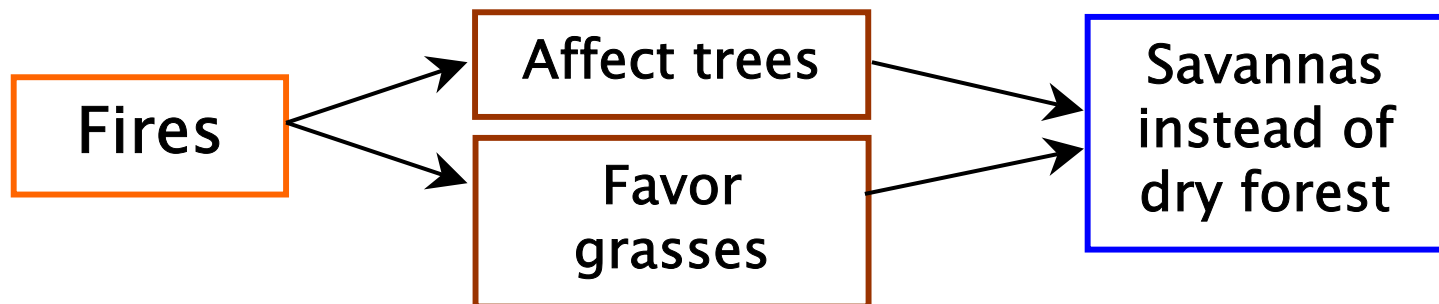 Fires
Affect trees
Favor
grasses
Savannas
instead of
dry forest